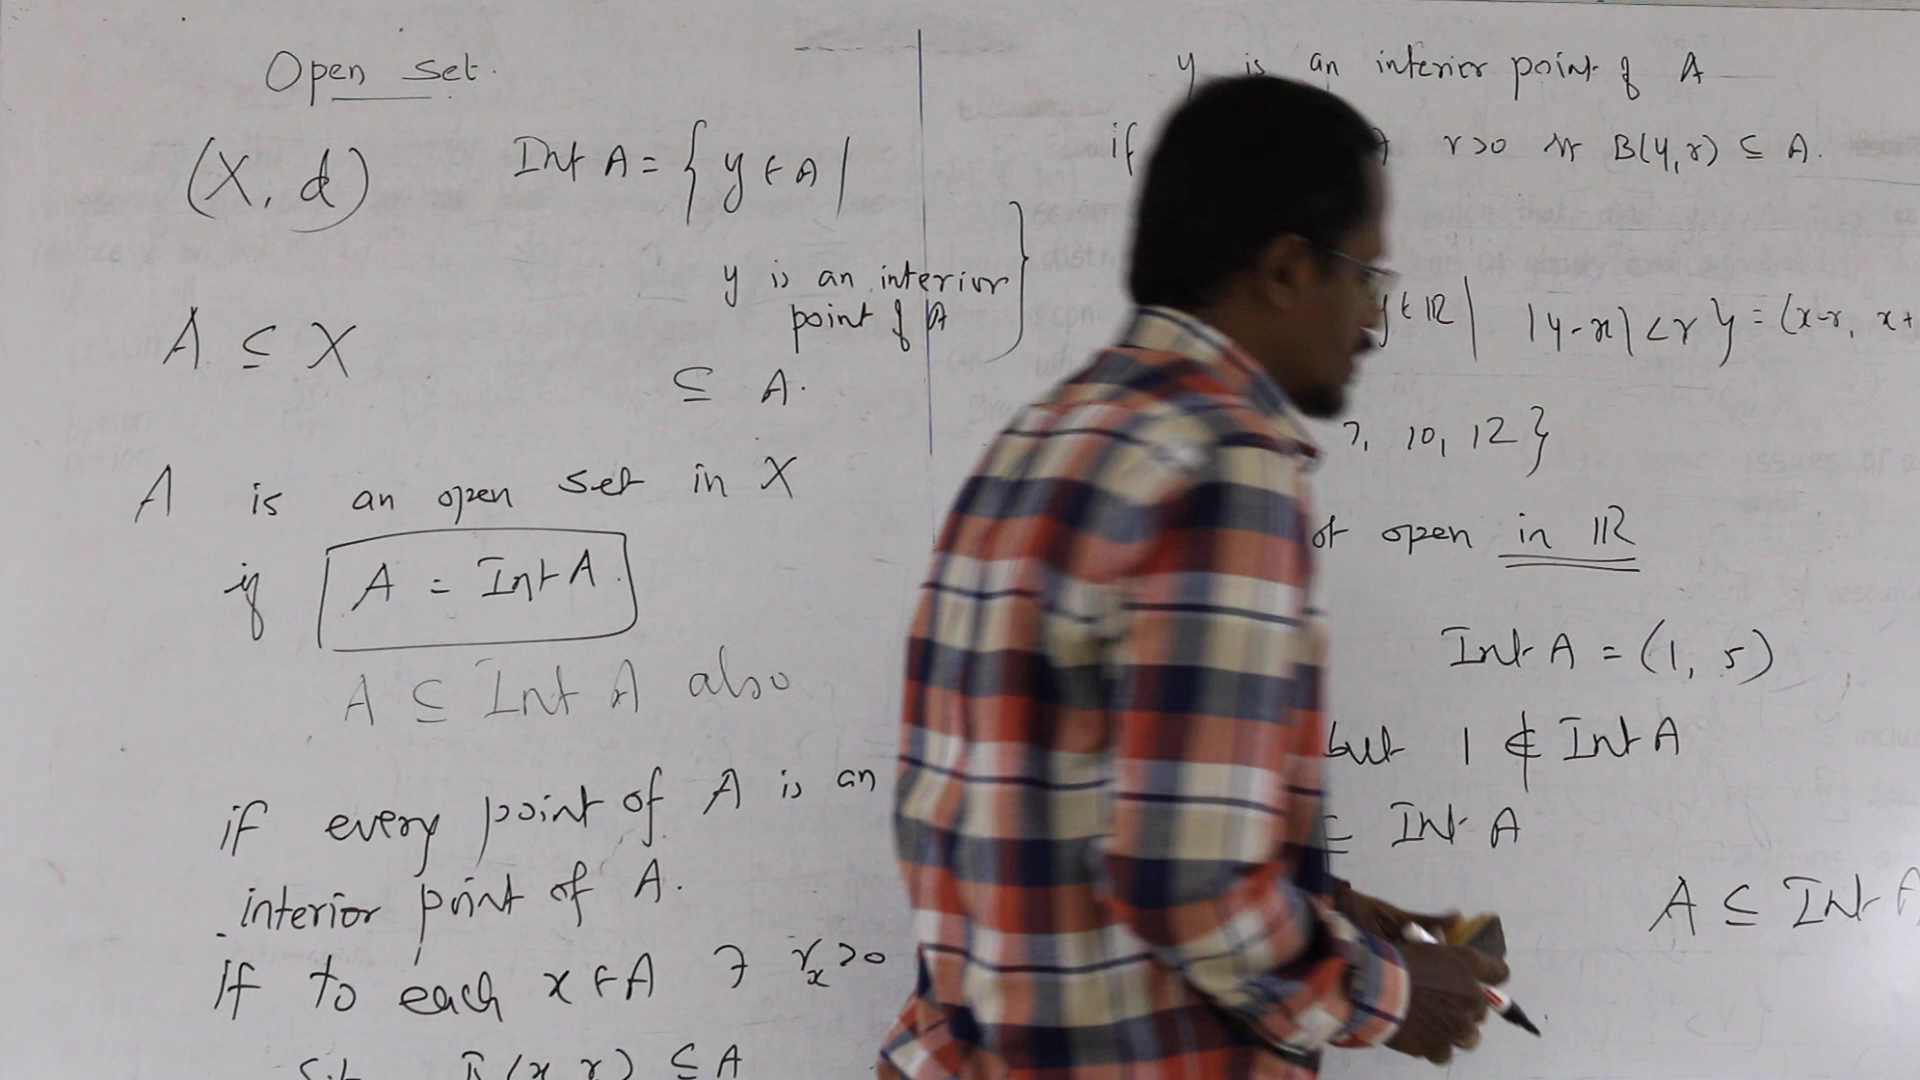 Open set.
(X, d) Int A = { y ∈ A |
y is an interior
point of A }
⊆ A.
A ⊆ X
A is an open set in X
if A = Int A.
A ⊆ Int A also
if every point of A is an
interior point of A.
if to each x ∈ A ∃ r_x > 0
s.t. B(x, r) ⊆ A
y is an interior point of A
if ∃ r>0 B(y, r) ⊆ A.
y ∈ ℝ | |y-x| < r } = (x-r, x+
7, 10, 12 }
open in ℝ
Int A = (1, 5)
but 1 ∉ Int A
Int A
A ⊆ Int A